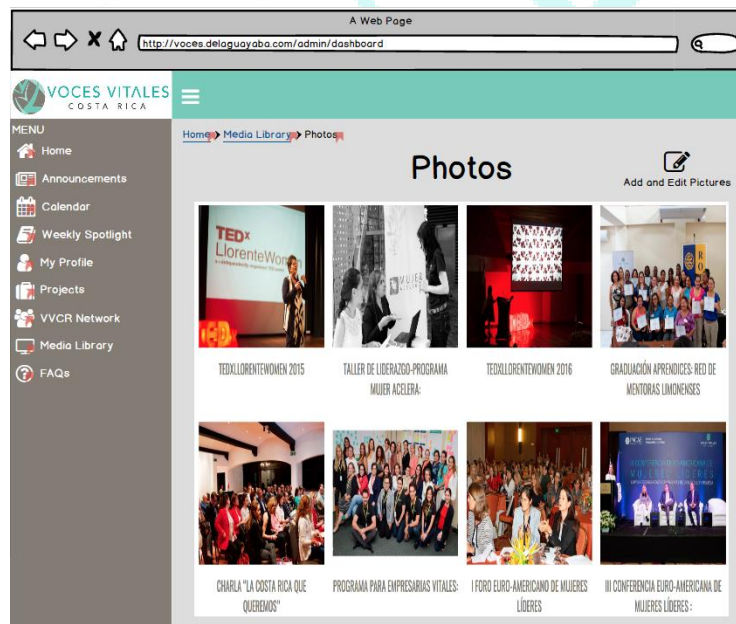 A Web Page
http://voces.delaguayaba.com/admin/dashboard
VOCES VITALES
COSTA RICA
MENU
Home
Announcements
Calendar
Weekly Spotlight
My Profile
Projects
VVCR Network
Media Library
FAQs
Home Media Library Photos
Photos
Add and Edit Pictures
TEDx
LlorenteWomen
TEDXLLORENTEWOMEN 2015
MUJER
TALLER DE LIDERAZGO-PROGRAMA
MUJER ACELERA:
TEDXLLORENTEWOMEN 2016
GRADUACIÓN APRENDICES: RED DE
MENTORAS LIMONENSES
CHARLA "LA COSTA RICA QUE
QUEREMOS"
PROGRAMA PARA EMPRESARIAS VITALES:
I FORO EURO-AMERICANO DE MUJERES
LÍDERES
III CONFERENCIA EURO-AMERICANA DE
MUJERES LÍDERES :